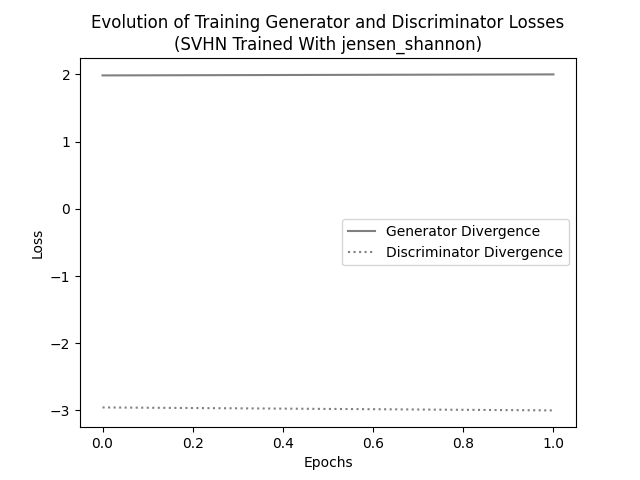 Evolution of Training Generator and Discriminator Losses
(SVHN Trained With jensen_shannon)
2
1
0
−1
−2
−3
Loss
Generator Divergence
Discriminator Divergence
0.0 0.2 0.4 0.6 0.8 1.0
Epochs